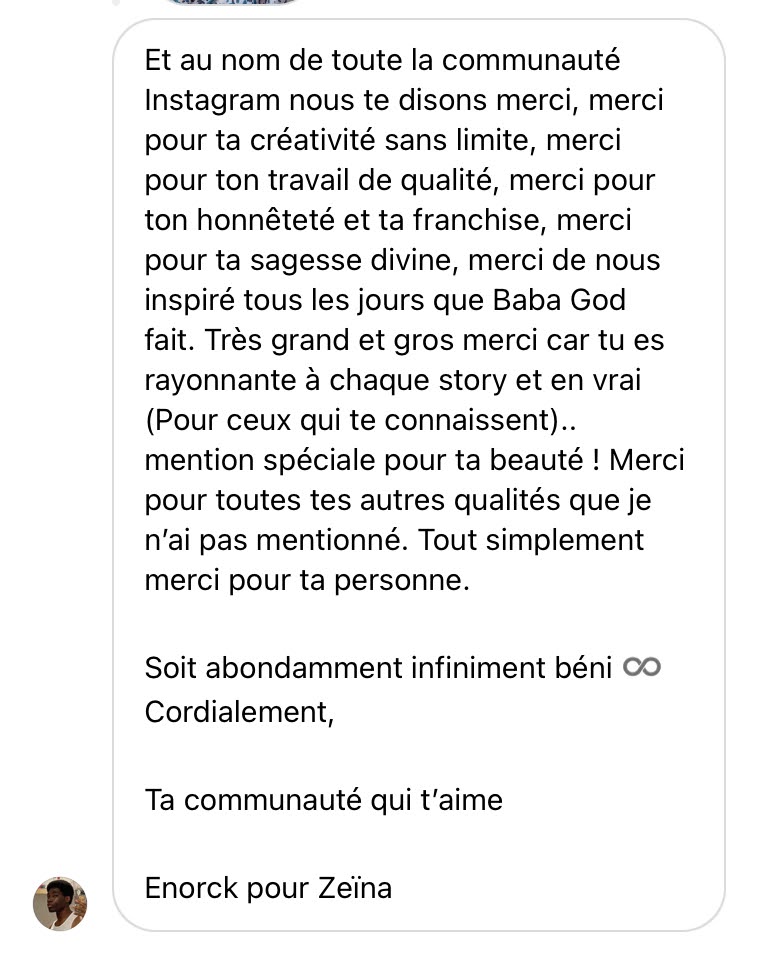 Et au nom de toute la communauté
Instagram nous te disons merci, merci
pour ta créativité sans limite, merci
pour ton travail de qualité, merci pour
ton honnêteté et ta franchise, merci
pour ta sagesse divine, merci de nous
inspiré tous les jours que Baba God
fait. Très grand et gros merci car tu es
rayonnante à chaque story et en vrai
(Pour ceux qui te connaissent)..
mention spéciale pour ta beauté ! Merci
pour toutes tes autres qualités que je
n’ai pas mentionné. Tout simplement
merci pour ta personne.
Soit abondamment infiniment béni ♾
Cordialement,
Ta communauté qui t’aime
Enorck pour Zeïna